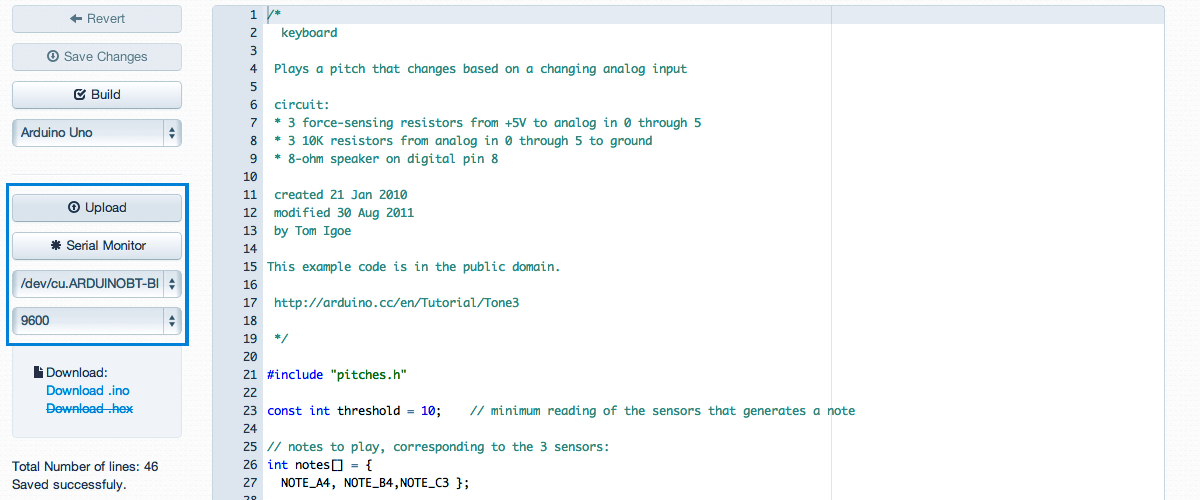 Revert
Save Changes
Build
Arduino Uno
Upload
Serial Monitor
/dev/cu.ARDUINOBT-Bl
9600
Download:
Download .ino
Download .hex
Total Number of lines: 46
Saved successfuly.
1 /*
2 keyboard
3
4 Plays a pitch that changes based on a changing analog input
5
6 circuit:
7 * 3 force-sensing resistors from +5V to analog in 0 through 5
8 * 3 10K resistors from analog in 0 through 5 to ground
9 * 8-ohm speaker on digital pin 8
10
11 created 21 Jan 2010
12 modified 30 Aug 2011
13 by Tom Igoe
14
15 This example code is in the public domain.
16
17 http://arduino.cc/en/Tutorial/Tone3
18
19 */
20
21 #include "pitches.h"
22
23 const int threshold = 10;    // minimum reading of the sensors that generates a note
24
25 // notes to play, corresponding to the 3 sensors:
26 int notes[] = {
27 NOTE_A4, NOTE_B4,NOTE_C3 };
28